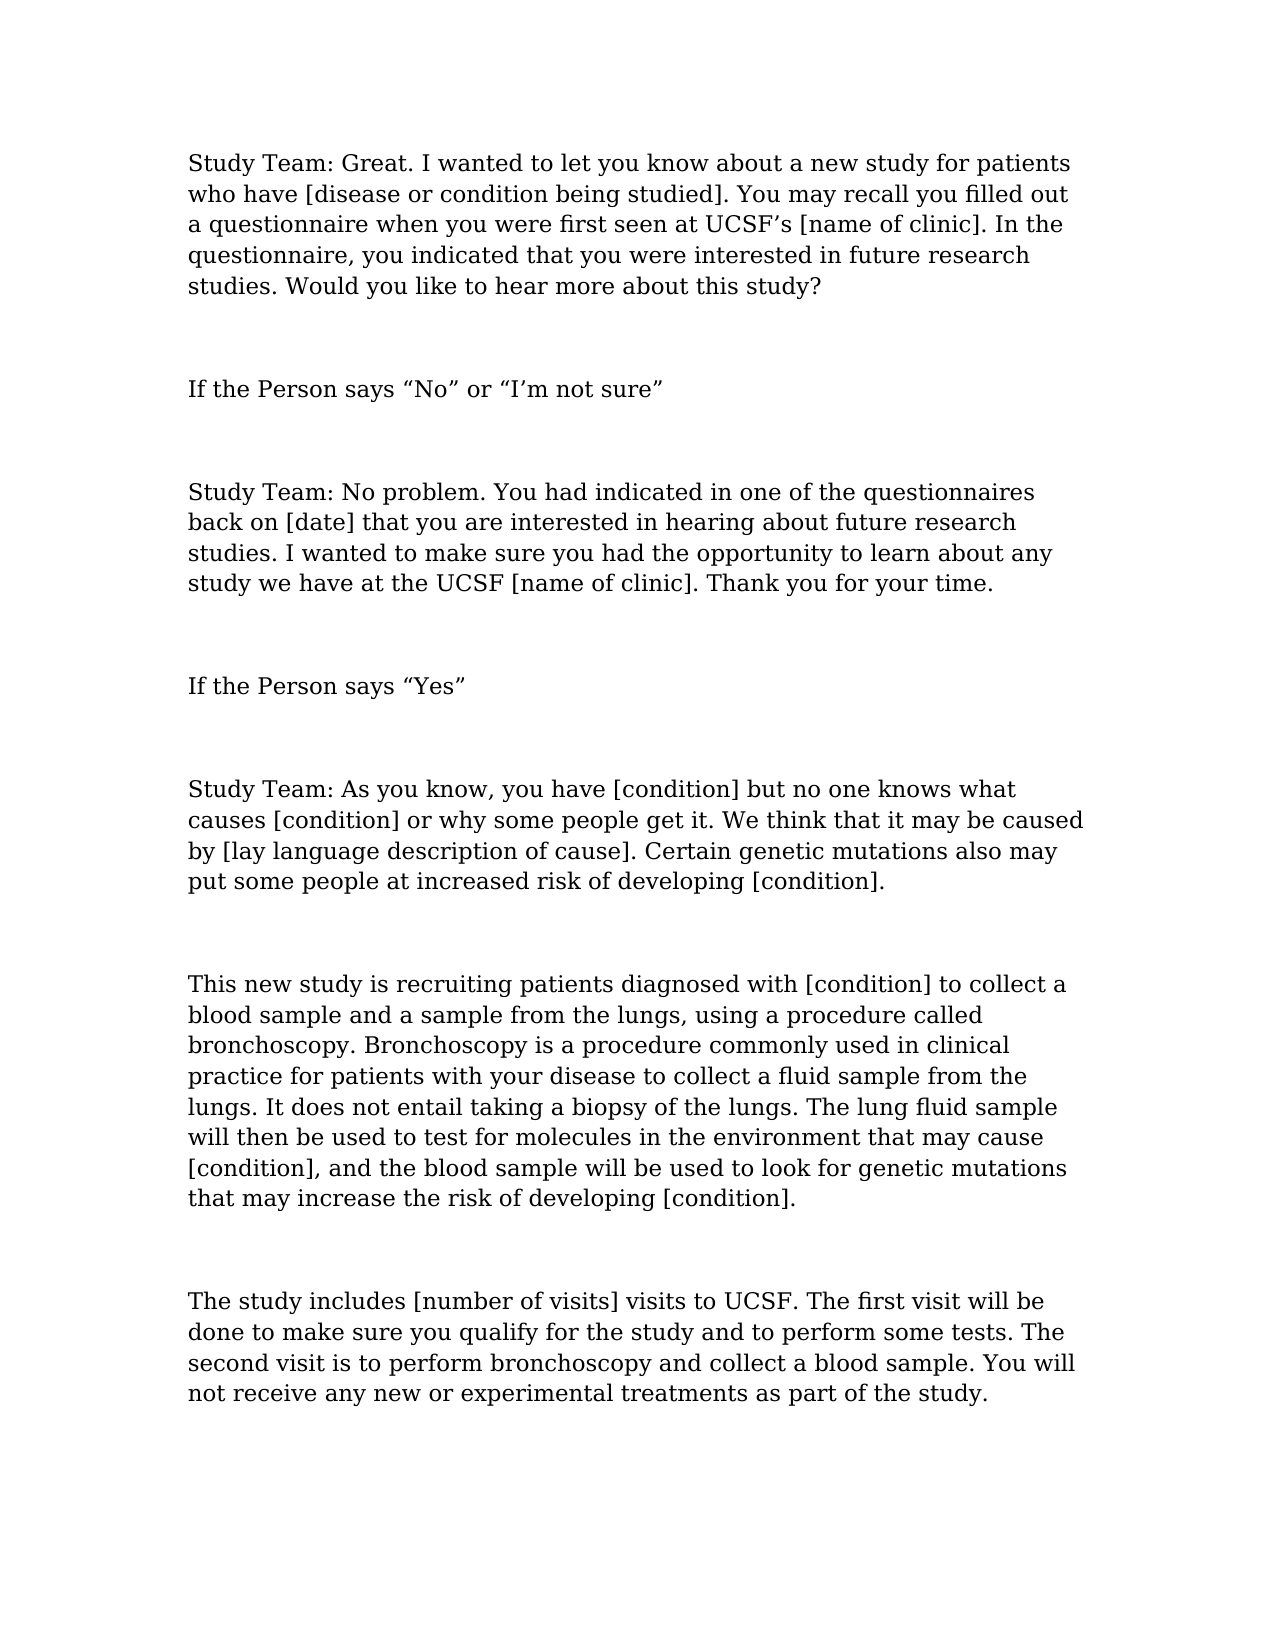 Study Team: Great. I wanted to let you know about a new study for patients
who have [disease or condition being studied]. You may recall you filled out
a questionnaire when you were first seen at UCSF’s [name of clinic]. In the
questionnaire, you indicated that you were interested in future research
studies. Would you like to hear more about this study?
If the Person says “No” or “I’m not sure”
Study Team: No problem. You had indicated in one of the questionnaires
back on [date] that you are interested in hearing about future research
studies. I wanted to make sure you had the opportunity to learn about any
study we have at the UCSF [name of clinic]. Thank you for your time.
If the Person says “Yes”
Study Team: As you know, you have [condition] but no one knows what
causes [condition] or why some people get it. We think that it may be caused
by [lay language description of cause]. Certain genetic mutations also may
put some people at increased risk of developing [condition].
This new study is recruiting patients diagnosed with [condition] to collect a
blood sample and a sample from the lungs, using a procedure called
bronchoscopy. Bronchoscopy is a procedure commonly used in clinical
practice for patients with your disease to collect a fluid sample from the
lungs. It does not entail taking a biopsy of the lungs. The lung fluid sample
will then be used to test for molecules in the environment that may cause
[condition], and the blood sample will be used to look for genetic mutations
that may increase the risk of developing [condition].
The study includes [number of visits] visits to UCSF. The first visit will be
done to make sure you qualify for the study and to perform some tests. The
second visit is to perform bronchoscopy and collect a blood sample. You will
not receive any new or experimental treatments as part of the study.